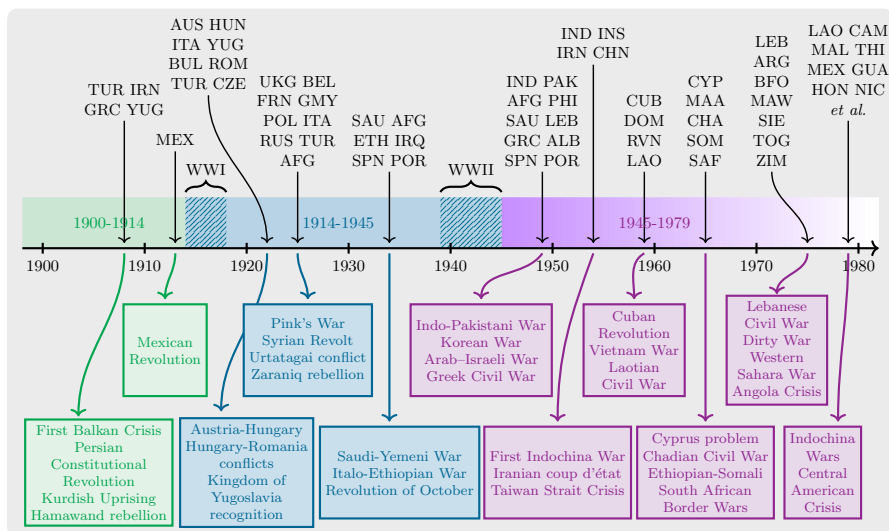 AUS HUN
ITA YUG
BUL ROM
TUR CZE
TUR IRN
GRC YUG
MEX
WWI
UKG BEL
FRN GMY
POL ITA
RUS TUR
AFG
SAU AFG
ETH IRQ
SPN POR
WWII
IND PAK
AFG PHI
SAU LEB
GRC ALB
SPN POR
IND INS
IRN CHN
CUB
DOM
RVN
LAO
CYP
MAA
CHA
SOM
SAF
LEB
ARG
BFO
MAW
SIE
TOG
ZIM
LAO CAM
MAL THI
MEX GUA
HON NIC
et al.
1900-1914
1914-1945
1945-1979
1900
1910
1920
1930
1940
1950
1960
1970
1980
Mexican
Revolution
Pink's War
Syrian Revolt
Urtatagai conflict
Zaraniq rebellion
Indo-Pakistani War
Korean War
Arab–Israeli War
Greek Civil War
Cuban
Revolution
Vietnam War
Laotian
Civil War
Lebanese
Civil War
Dirty War
Western
Sahara War
Angola Crisis
First Balkan Crisis
Persian
Constitutional
Revolution
Kurdish Uprising
Hamawand rebellion
Austria-Hungary
Hungary-Romania
conflicts
Kingdom of
Yugoslavia
recognition
Saudi-Yemeni War
Italo-Ethiopian War
Revolution of October
First Indochina War
Iranian coup d'état
Taiwan Strait Crisis
Cyprus problem
Chadian Civil War
Ethiopian-Somali
South African
Border Wars
Indochina
Wars
Central
American
Crisis